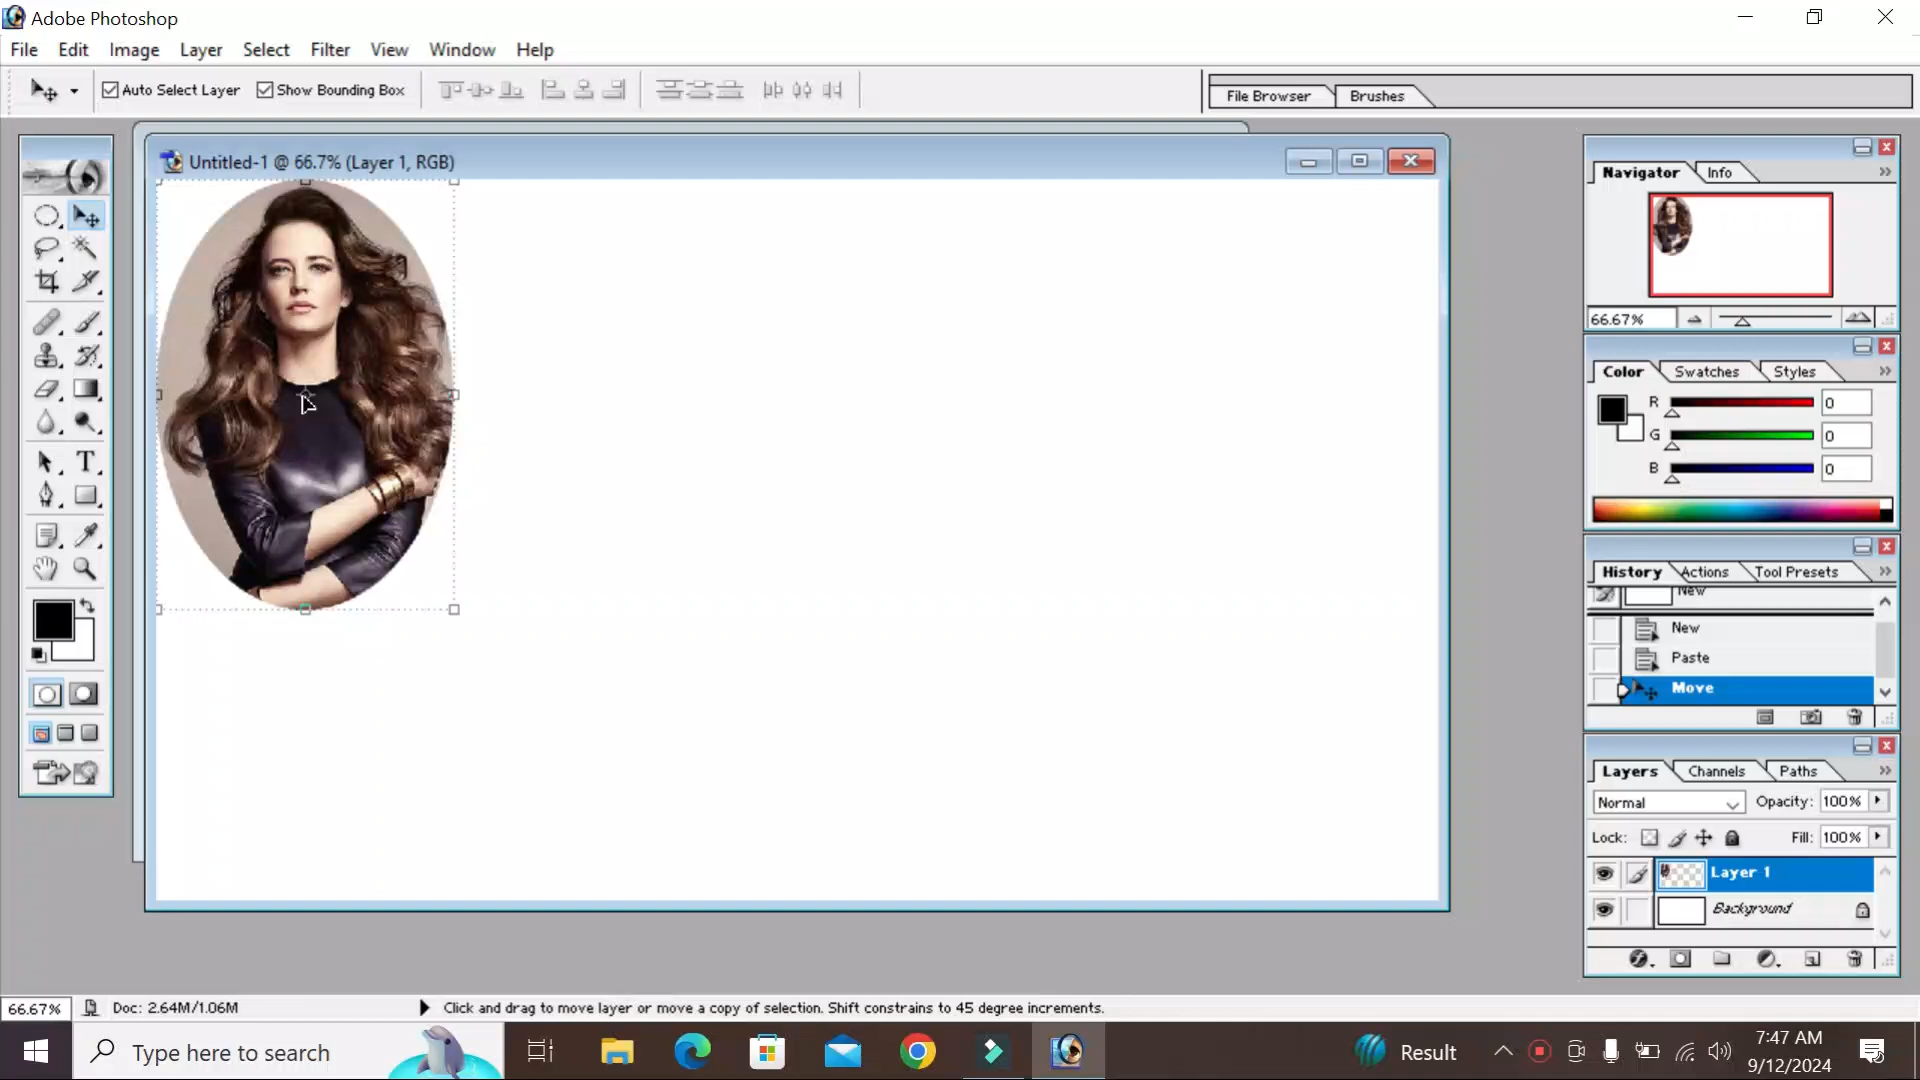 Adobe Photoshop
File Edit Image Layer Select Filter View Window Help
Auto Select Layer Show Bounding Box
File Browser Brushes
Untitled-1 @ 66.7% (Layer 1, RGB)
Navigator Info
66.67%
Color Swatches Styles
R 0
G 0
B 0
History Actions Tool Presets
New
New
Paste
Move
Layers Channels Paths
Normal Opacity: 100%
Lock: Fill: 100%
Layer 1
Background
66.67% Doc: 2.64M/1.06M Click and drag to move layer or move a copy of selection. Shift constrains to 45 degree increments.
Type here to search
Result
7:47 AM
9/12/2024